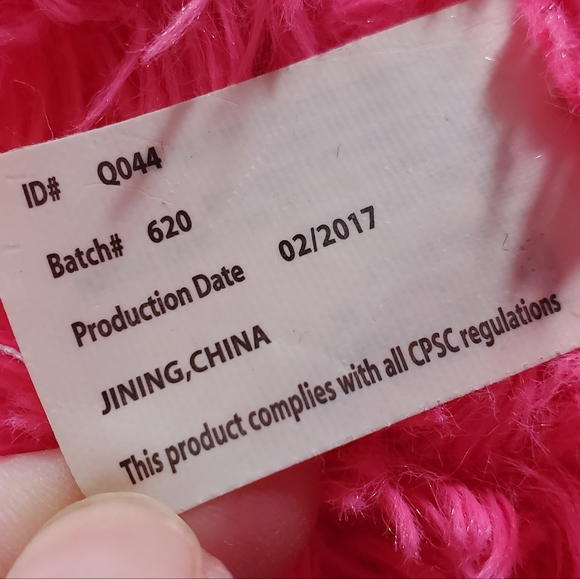 ID# Q044
Batch# 620
Production Date 02/2017
JINING,CHINA
This product complies with all CPSC regulations